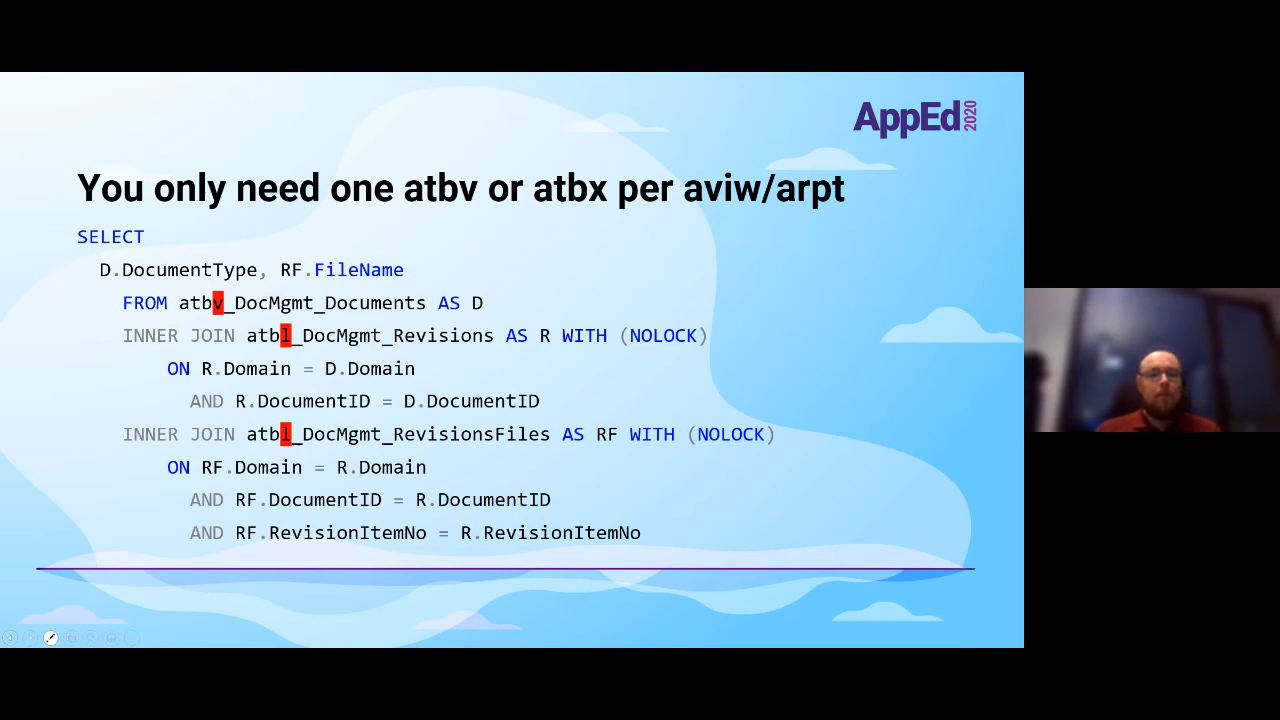 AppEd 2020
You only need one atbv or atbx per aviw/arpt
SELECT
D.DocumentType, RF.FileName
FROM atbv_DocMgmt_Documents AS D
INNER JOIN atbl_DocMgmt_Revisions AS R WITH (NOLOCK)
ON R.Domain = D.Domain
AND R.DocumentID = D.DocumentID
INNER JOIN atbl_DocMgmt_RevisionsFiles AS RF WITH (NOLOCK)
ON RF.Domain = R.Domain
AND RF.DocumentID = R.DocumentID
AND RF.RevisionItemNo = R.RevisionItemNo